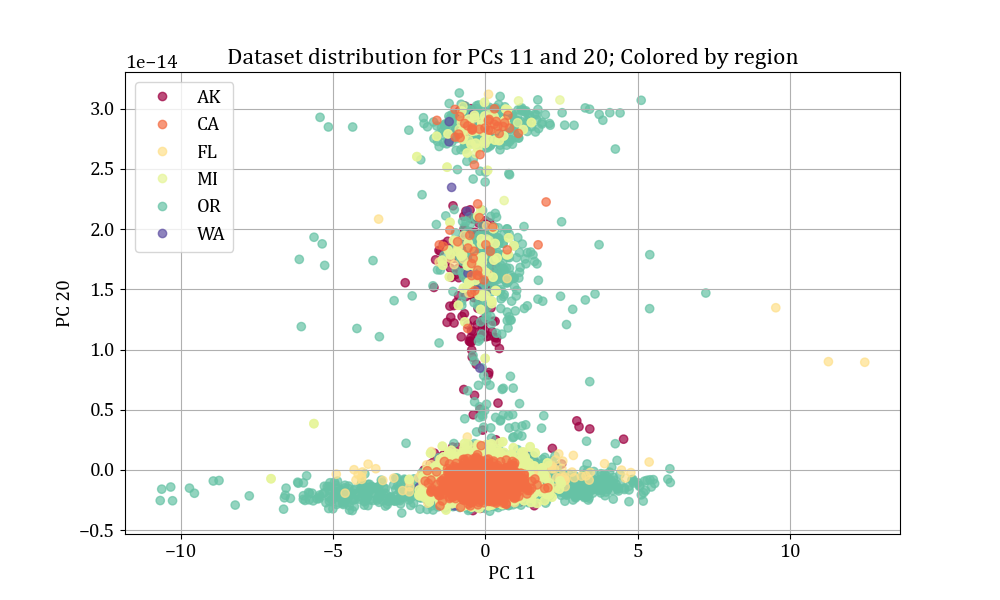 Dataset distribution for PCs 11 and 20; Colored by region
1e−14
AK
CA
FL
MI
OR
WA
3.0
2.5
2.0
1.5
1.0
0.5
0.0
−0.5
PC 20
−10
−5
0
5
10
PC 11